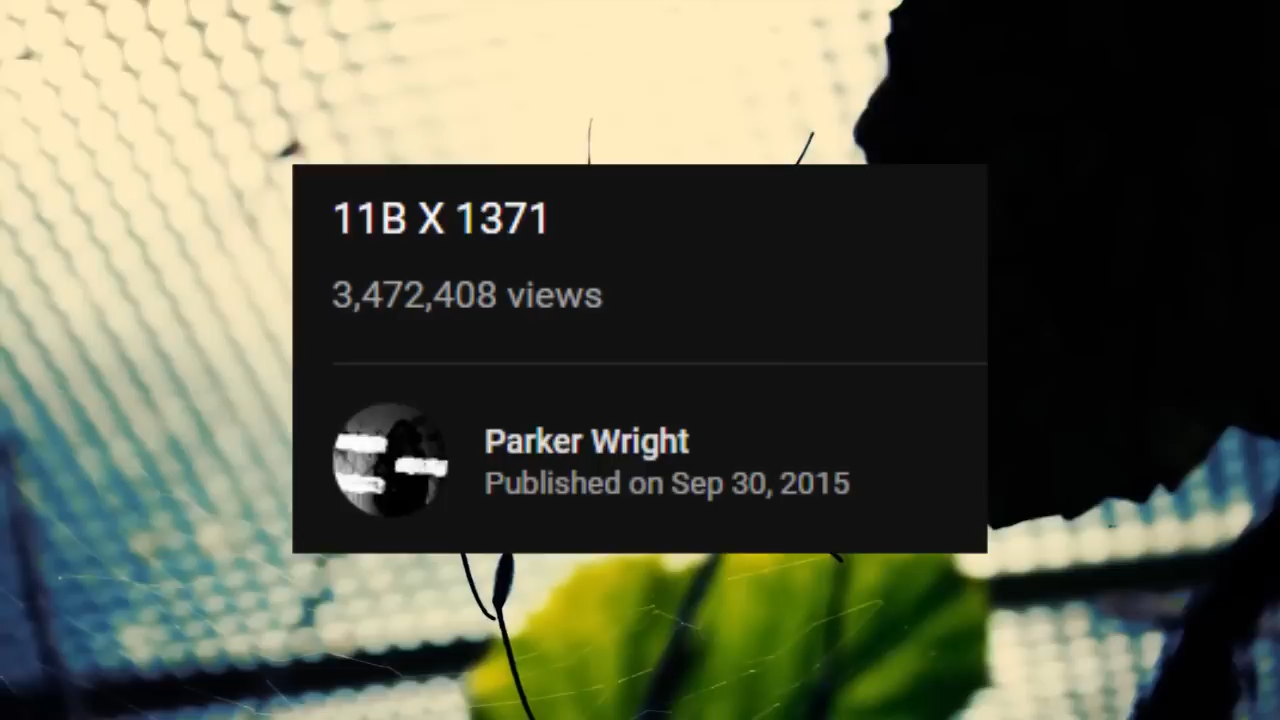 11B X 1371
3,472,408 views
Parker Wright
Published on Sep 30, 2015